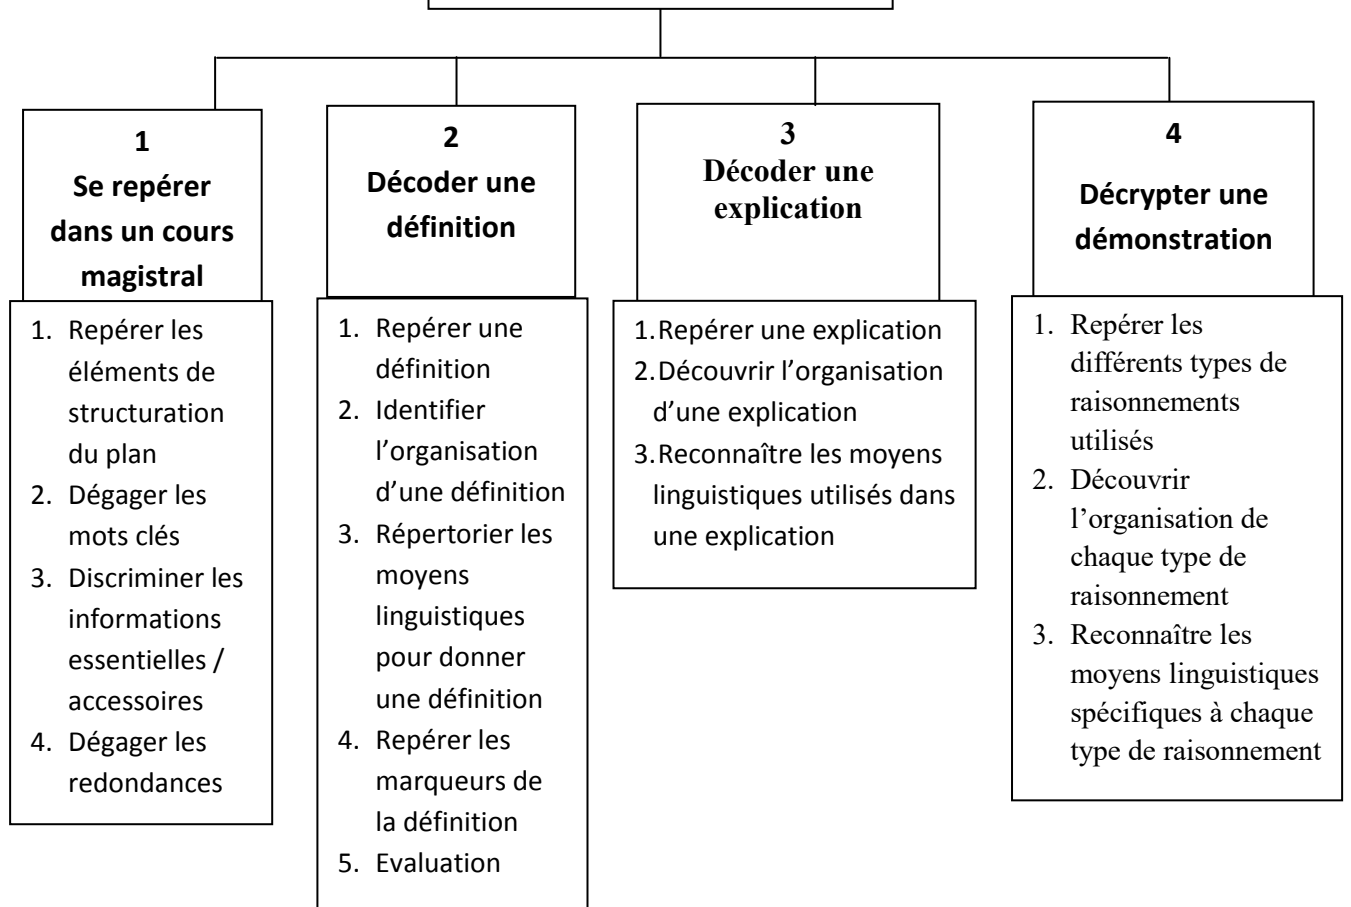 1
Se repérer
dans un cours
magistral
1. Repérer les
éléments de
structuration
du plan
2. Dégager les
mots clés
3. Discriminer les
informations
essentielles /
accessoires
4. Dégager les
redondances
2
Décoder une
définition
1. Repérer une
définition
2. Identifier
l’organisation
d’une définition
3. Répertorier les
moyens
linguistiques
pour donner
une définition
4. Repérer les
marqueurs de
la définition
5. Evaluation
3
Décoder une
explication
1.Repérer une explication
2.Découvrir l’organisation
d’une explication
3.Reconnaître les moyens
linguistiques utilisés dans
une explication
4
Décrypter une
démonstration
1. Repérer les
différents types de
raisonnements
utilisés
2. Découvrir
l’organisation de
chaque type de
raisonnement
3. Reconnaître les
moyens linguistiques
spécifiques à chaque
type de raisonnement